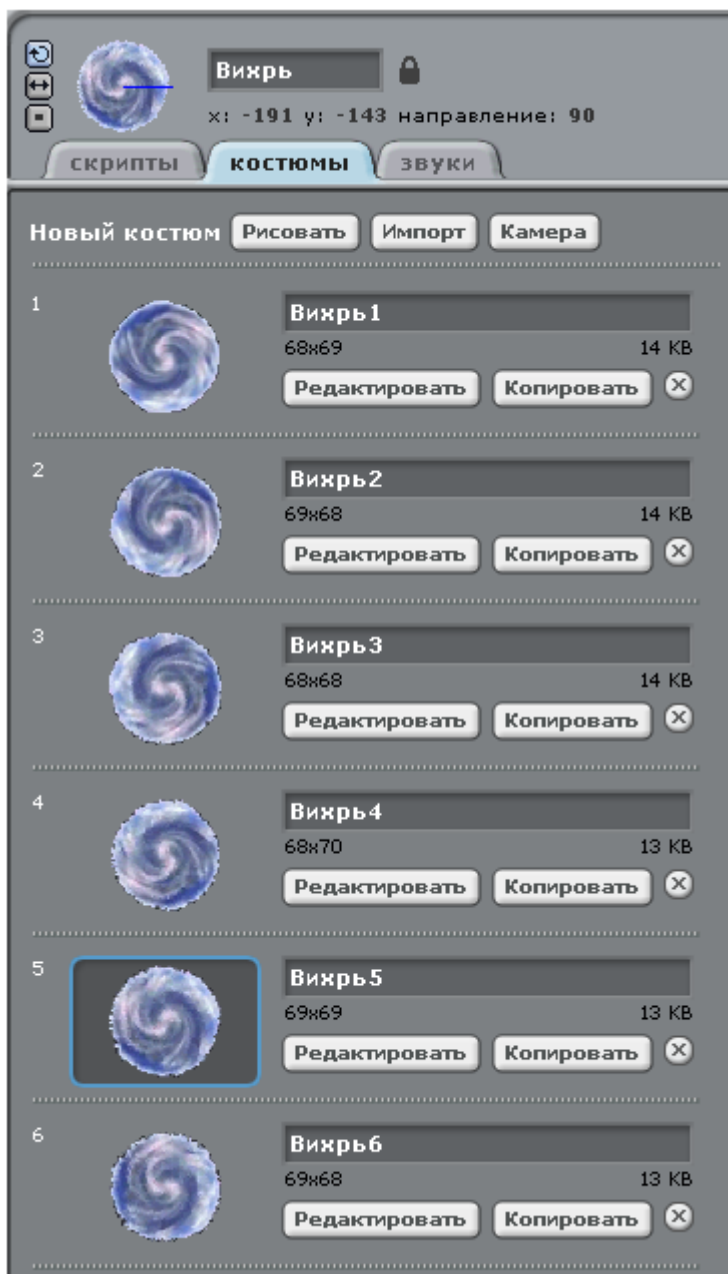 Вихрь
x: -191 y: -143 направление: 90
скрипты костюмы звуки
Новый костюм Рисовать Импорт Камера
1 Вихрь1
68x69 14 KB
Редактировать Копировать
2 Вихрь2
69x68 14 KB
Редактировать Копировать
3 Вихрь3
68x68 14 KB
Редактировать Копировать
4 Вихрь4
68x70 13 KB
Редактировать Копировать
5 Вихрь5
69x69 13 KB
Редактировать Копировать
6 Вихрь6
69x68 13 KB
Редактировать Копировать